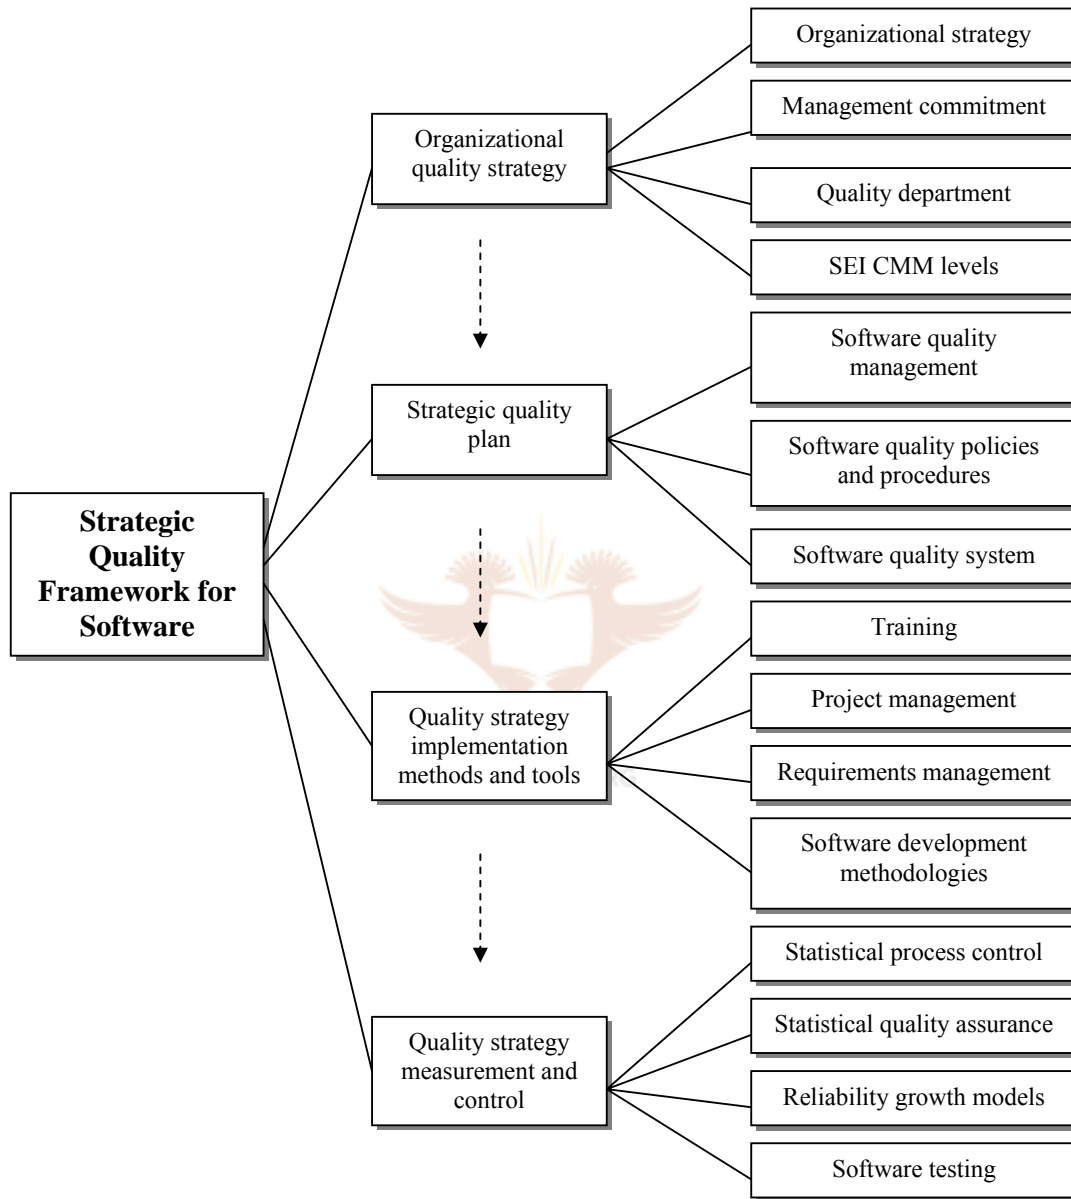 Strategic
Quality
Framework for
Software
Organizational
quality strategy
Organizational strategy
Management commitment
Quality department
SEI CMM levels
Strategic quality
plan
Software quality
management
Software quality policies
and procedures
Software quality system
Quality strategy
implementation
methods and tools
Training
Project management
Requirements management
Software development
methodologies
Quality strategy
measurement and
control
Statistical process control
Statistical quality assurance
Reliability growth models
Software testing